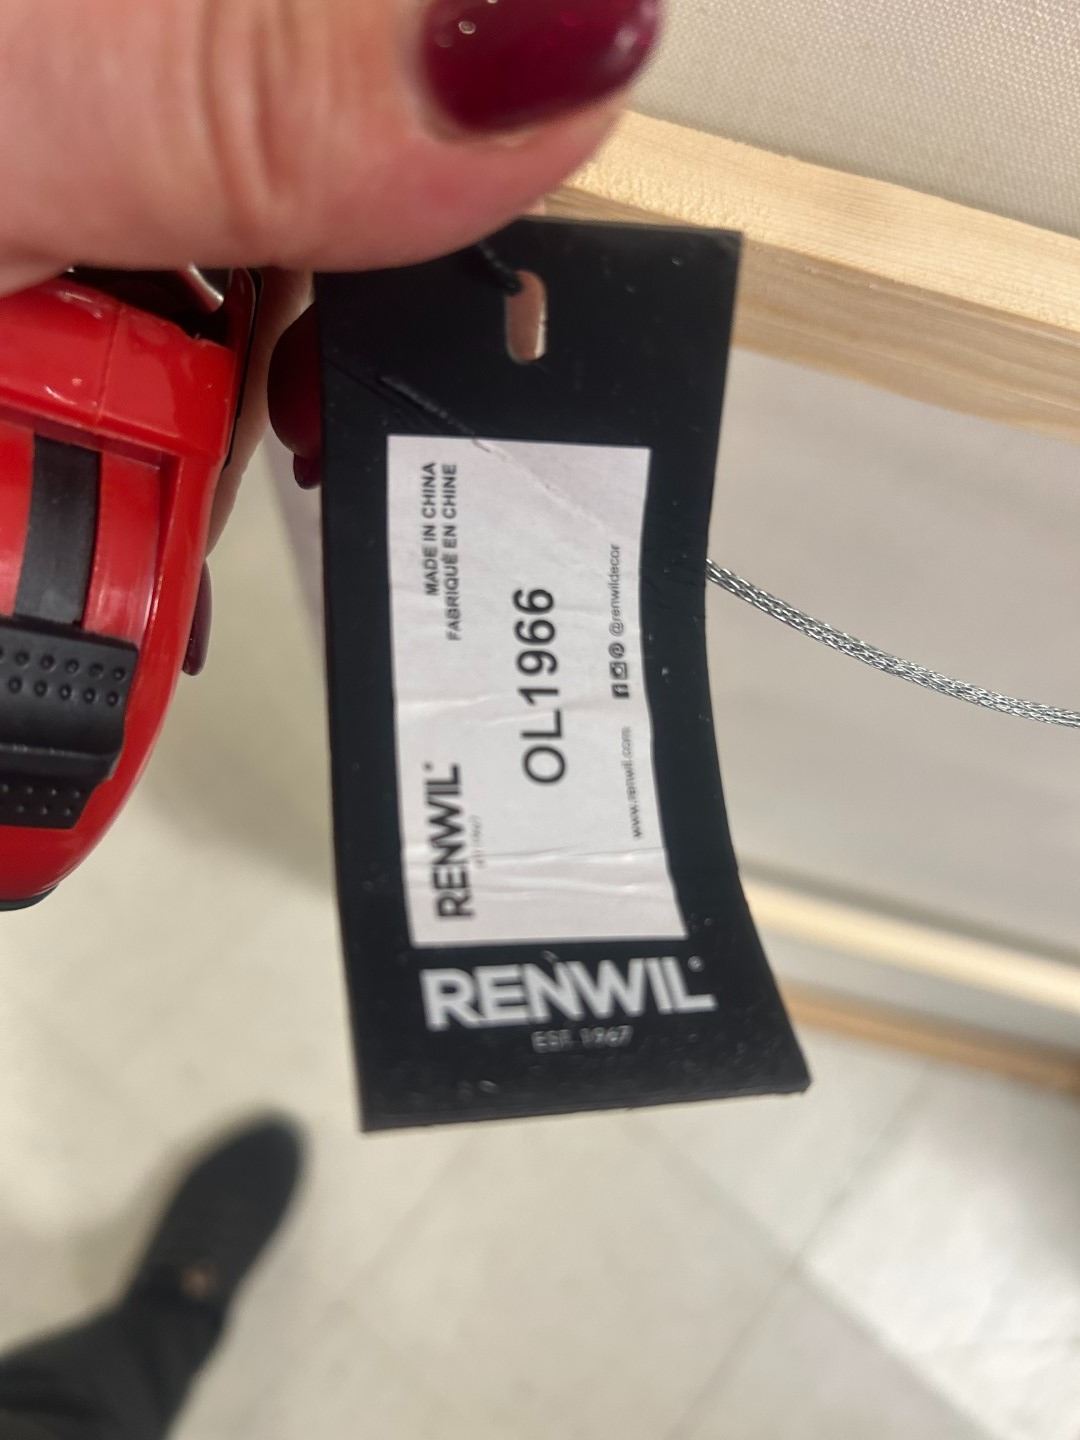 MADE IN CHINA
FABRIQUÉ EN CHINE
RENWIL
OL1966
www.renwil.com
@renwildecor
RENWIL
EST. 1967